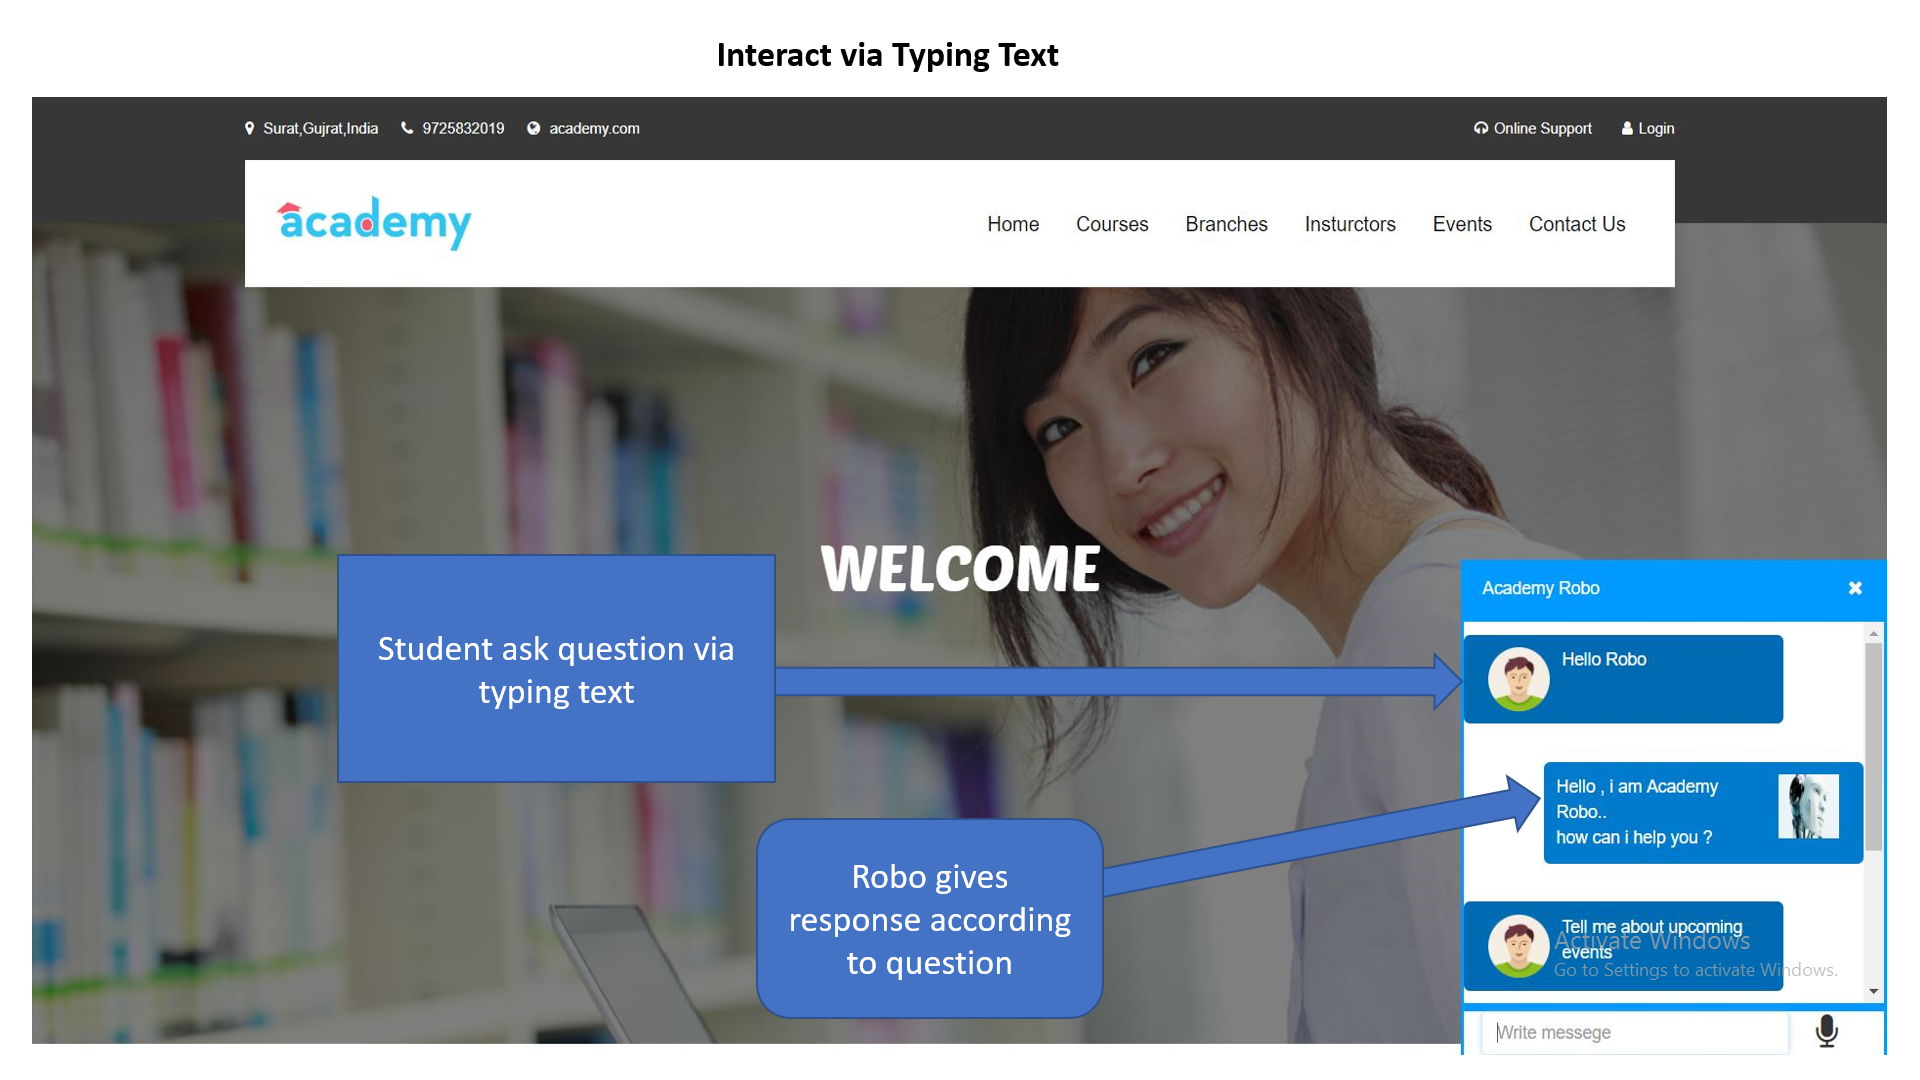 Interact via Typing Text
Surat,Gujrat,India 9725832019 academy.com Online Support Login
academy
Home Courses Branches Insturctors Events Contact Us
WELCOME
Student ask question via
typing text
Robo gives
response according
to question
Academy Robo
Hello Robo
Hello , i am Academy
Robo..
how can i help you ?
Tell me about upcoming
events
Activate Windows
Go to Settings to activate Windows.
Write messege